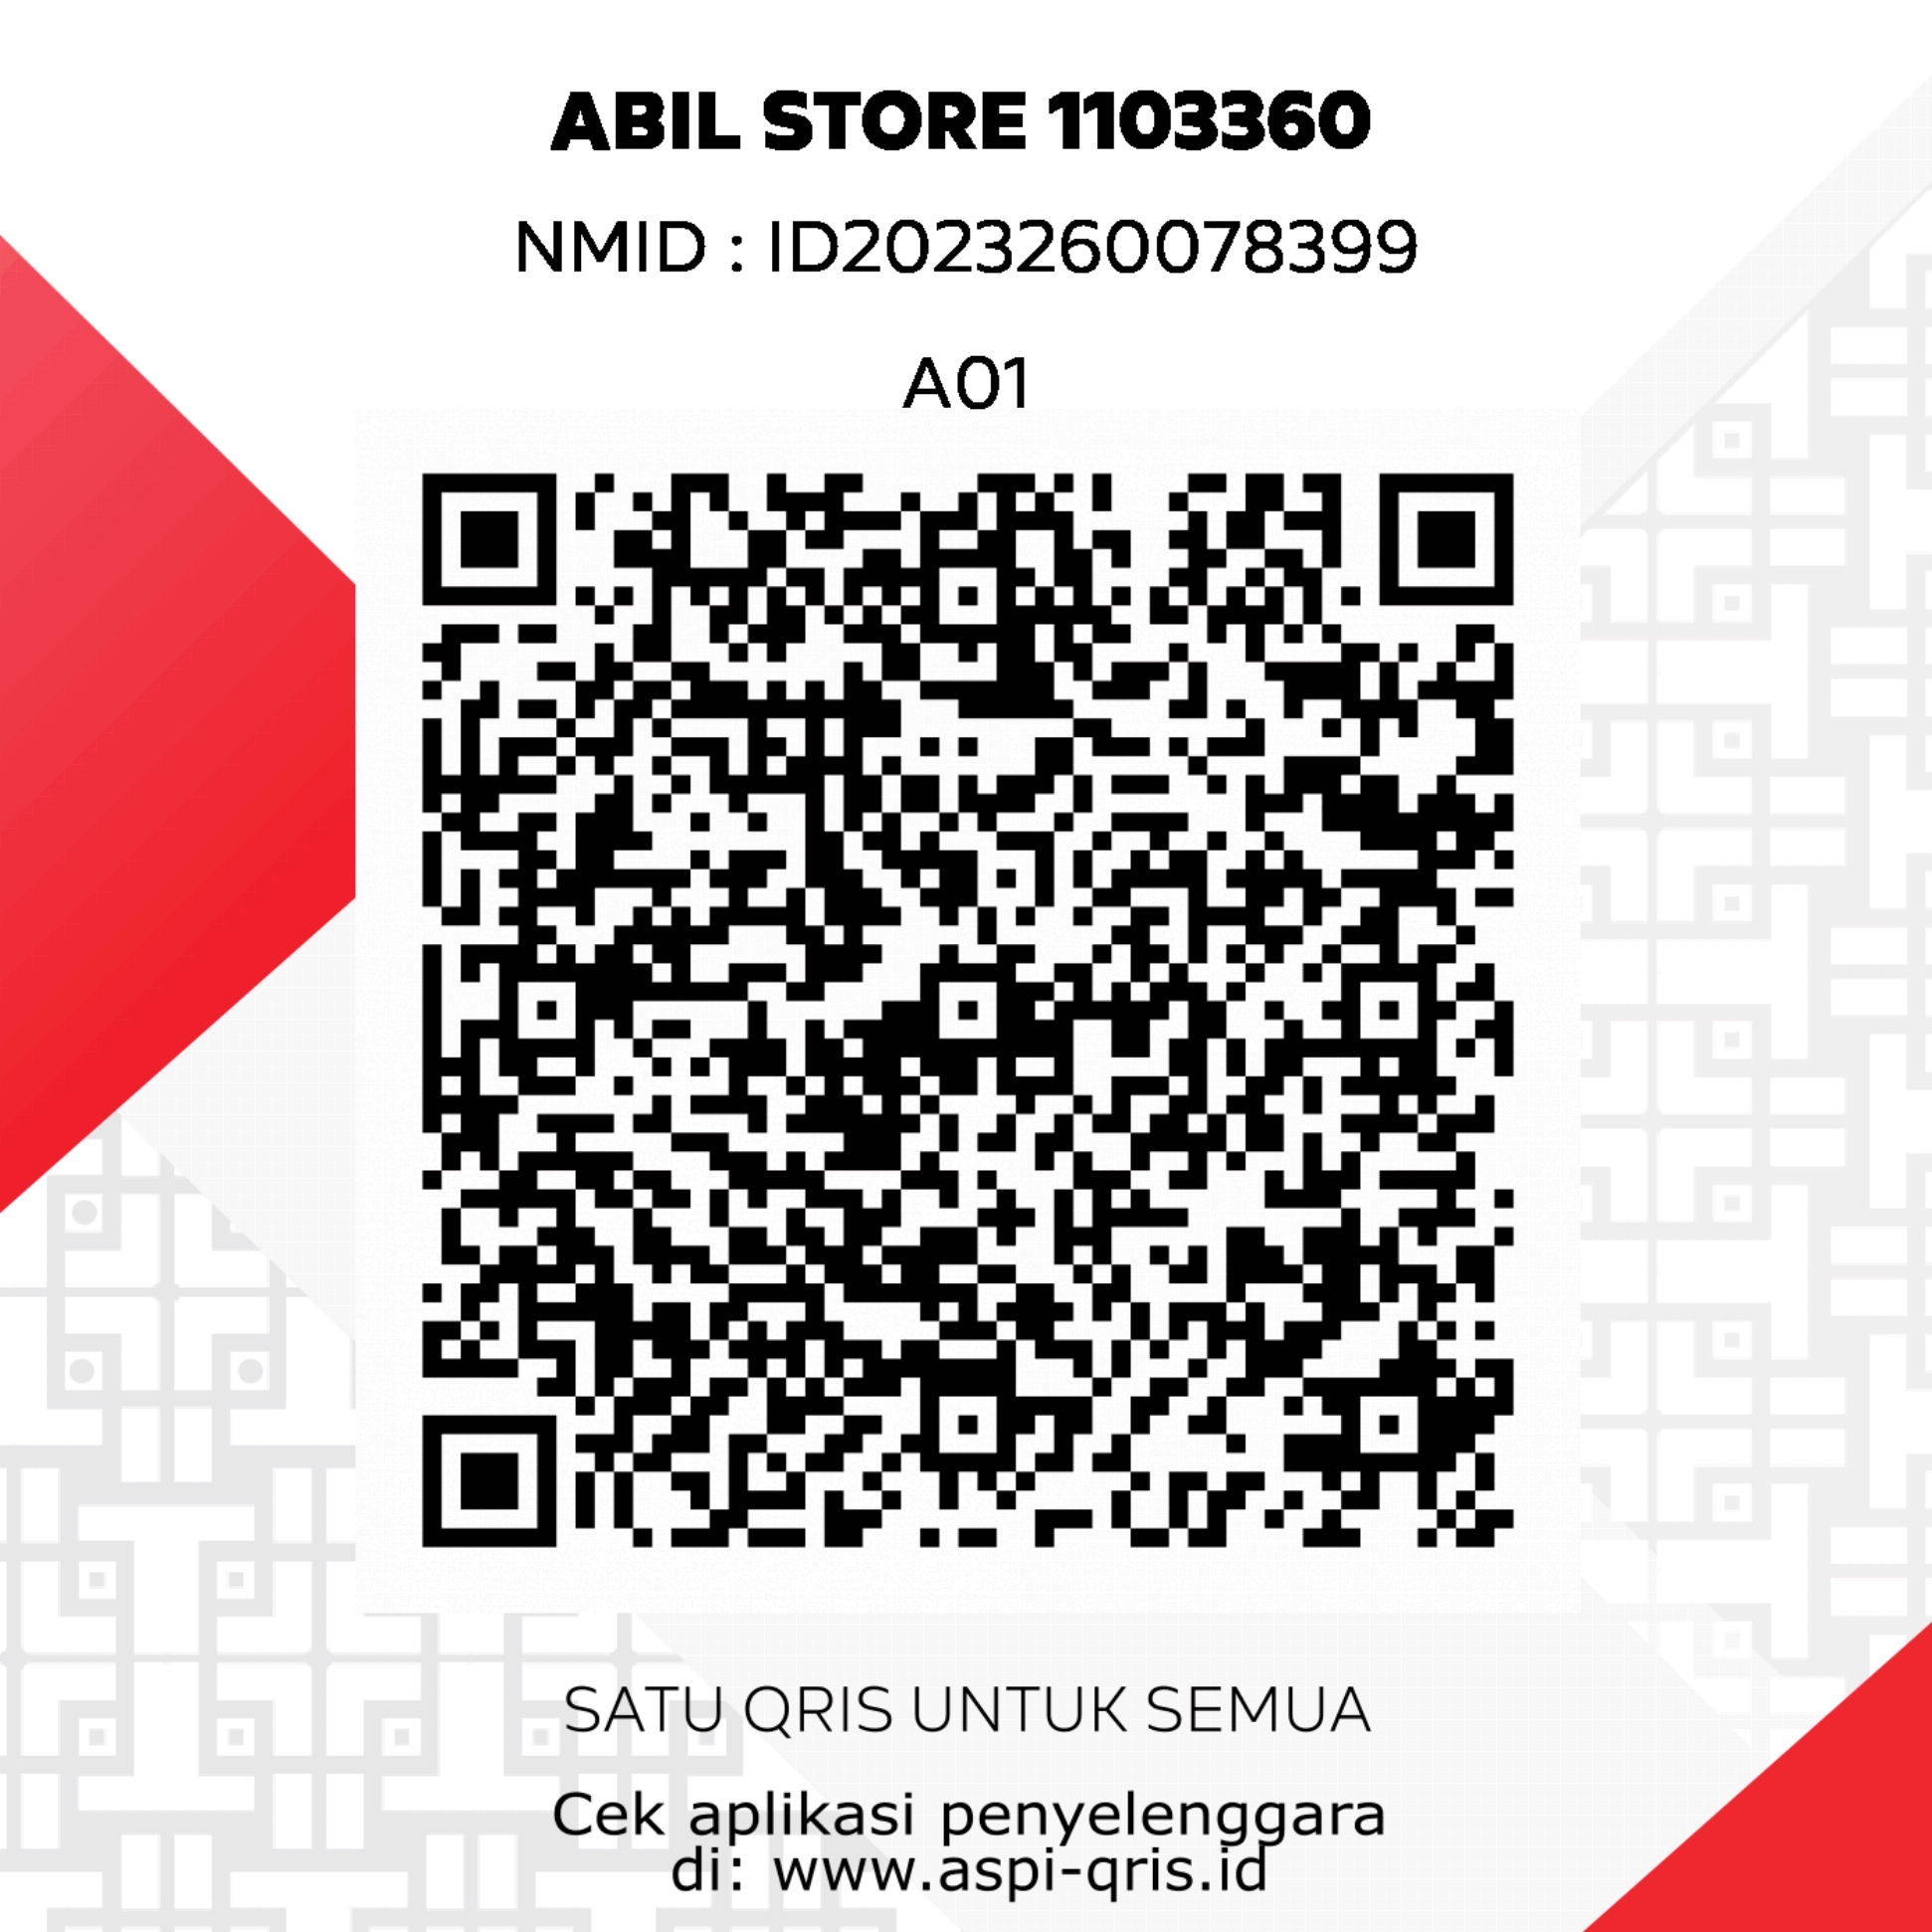 ABIL STORE 1103360
NMID : ID2023260078399
A01
SATU QRIS UNTUK SEMUA
Cek aplikasi penyelenggara
di: www.aspi-qris.id